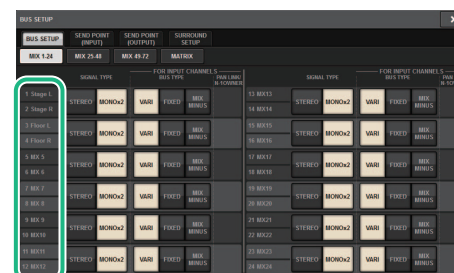 BUS SETUP
BUS SETUP SEND POINT (INPUT) SEND POINT (OUTPUT) SURROUND SETUP
MIX 1-24 MIX 25-48 MIX 49-72 MATRIX
FOR INPUT CHANNELS FOR INPUT CHANNELS
SIGNAL TYPE BUS TYPE PAN LINK/ SIGNAL TYPE BUS TYPE PAN
1 Stage L STEREO MONOx2 VARI FIXED MIX MINUS 13 MX13 STEREO MONOx2 VARI FIXED MIX MINUS
2 Stage R 14 MX14
3 Floor L STEREO MONOx2 VARI FIXED MIX MINUS 15 MX15 STEREO MONOx2 VARI FIXED MIX MINUS
4 Floor R 16 MX16
5 MX 5 STEREO MONOx2 VARI FIXED MIX MINUS 17 MX17 STEREO MONOx2 VARI FIXED MIX MINUS
6 MX 6 18 MX18
7 MX 7 STEREO MONOx2 VARI FIXED MIX MINUS 19 MX19 STEREO MONOx2 VARI FIXED MIX MINUS
8 MX 8 20 MX20
9 MX 9 STEREO MONOx2 VARI FIXED MIX MINUS 21 MX21 STEREO MONOx2 VARI FIXED MIX MINUS
10 MX10 22 MX22
11 MX11 STEREO MONOx2 VARI FIXED MIX MINUS 23 MX23 STEREO MONOx2 VARI FIXED MIX MINUS
12 MX12 24 MX24